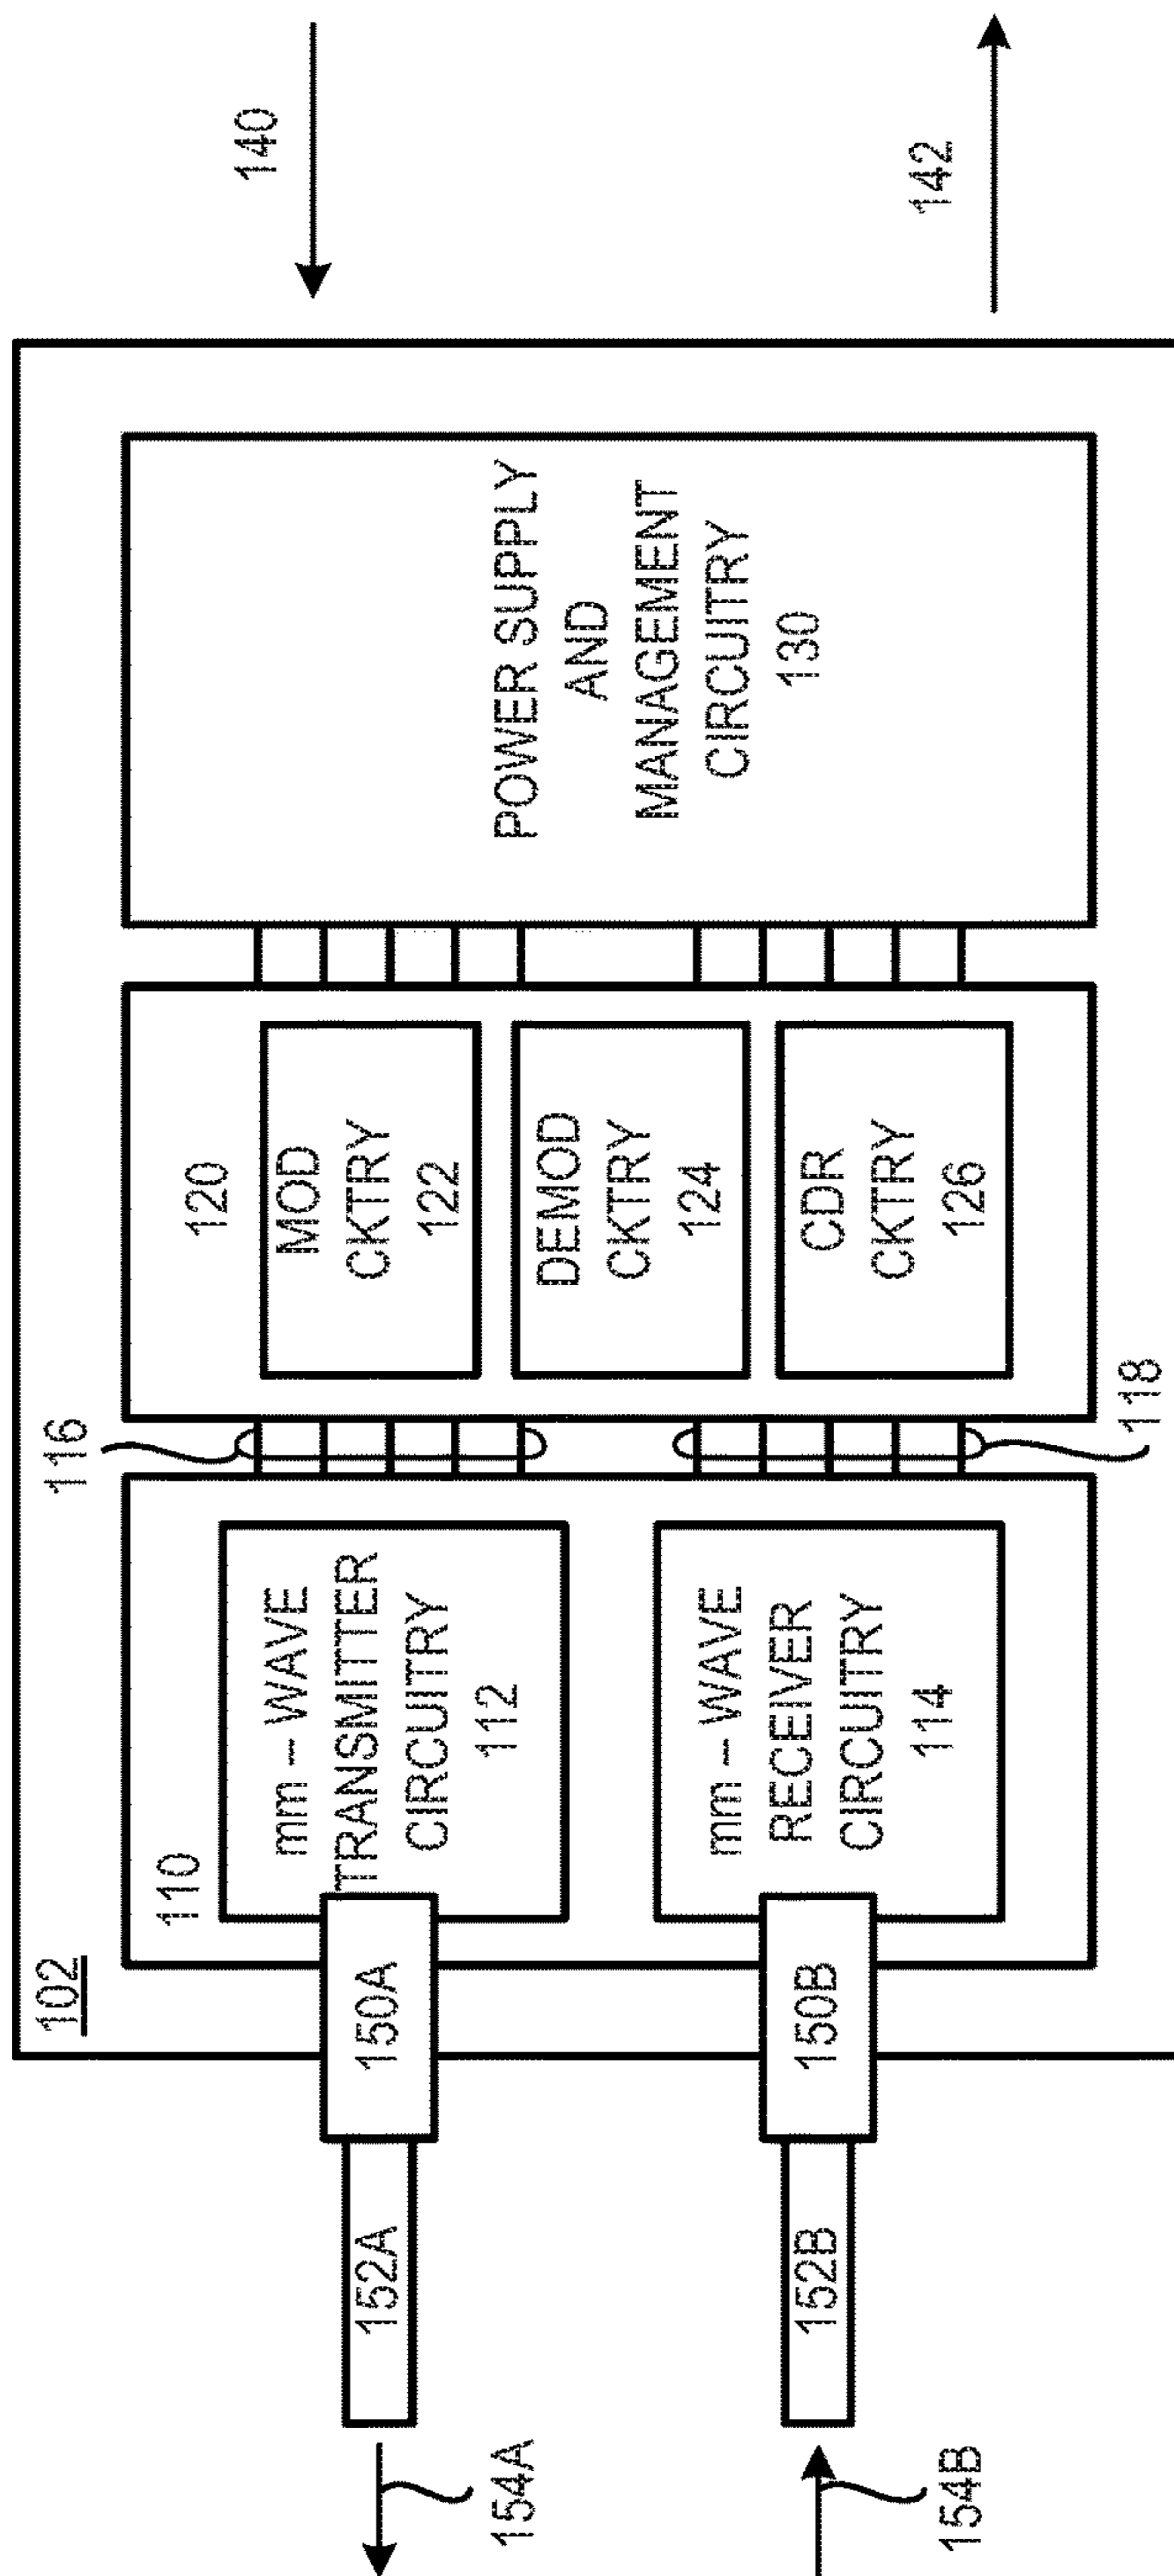 102
110
mm – WAVE
TRANSMITTER
CIRCUITRY
112
mm – WAVE
RECEIVER
CIRCUITRY
114
116
118
120
MOD
CKTRY
122
DEMOD
CKTRY
124
CDR
CKTRY
126
POWER SUPPLY
AND
MANAGEMENT
CIRCUITRY
130
140
142
150A
152A
154A
150B
152B
154B